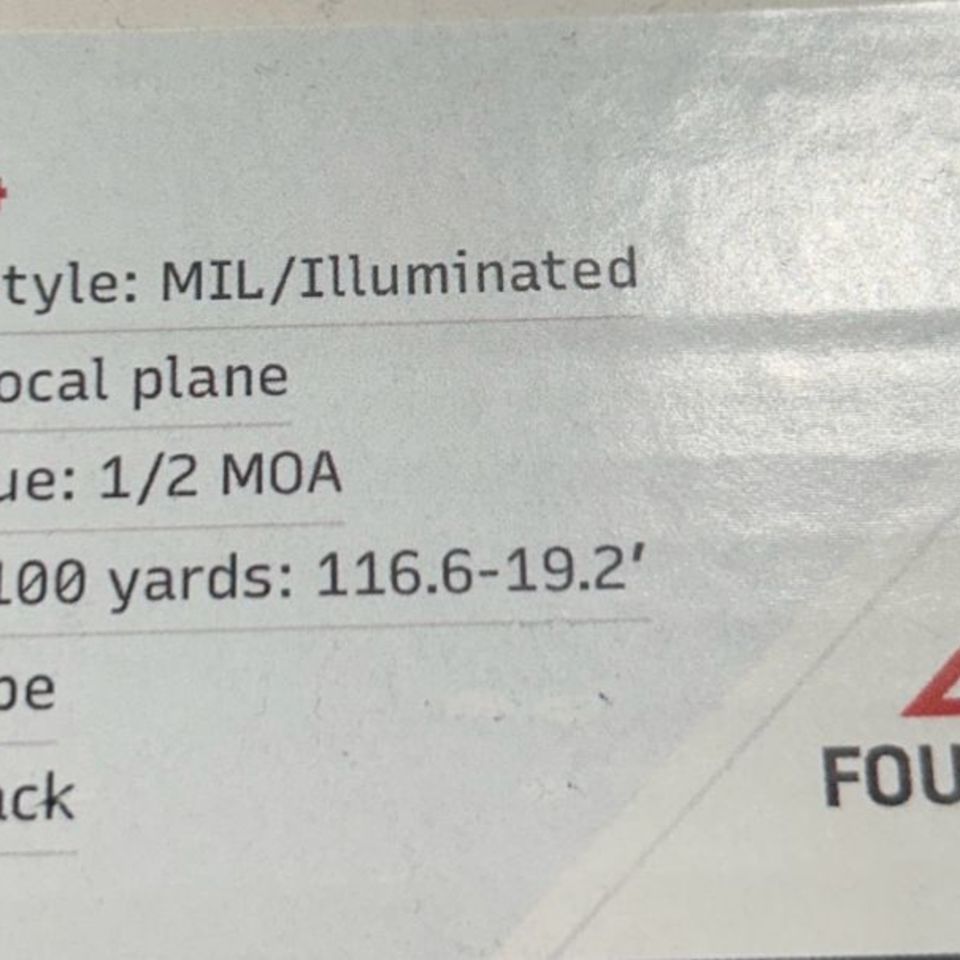 tyle: MIL/Illuminated
ocal plane
ue: 1/2 MOA
100 yards: 116.6-19.2'
pe
ack
FOU